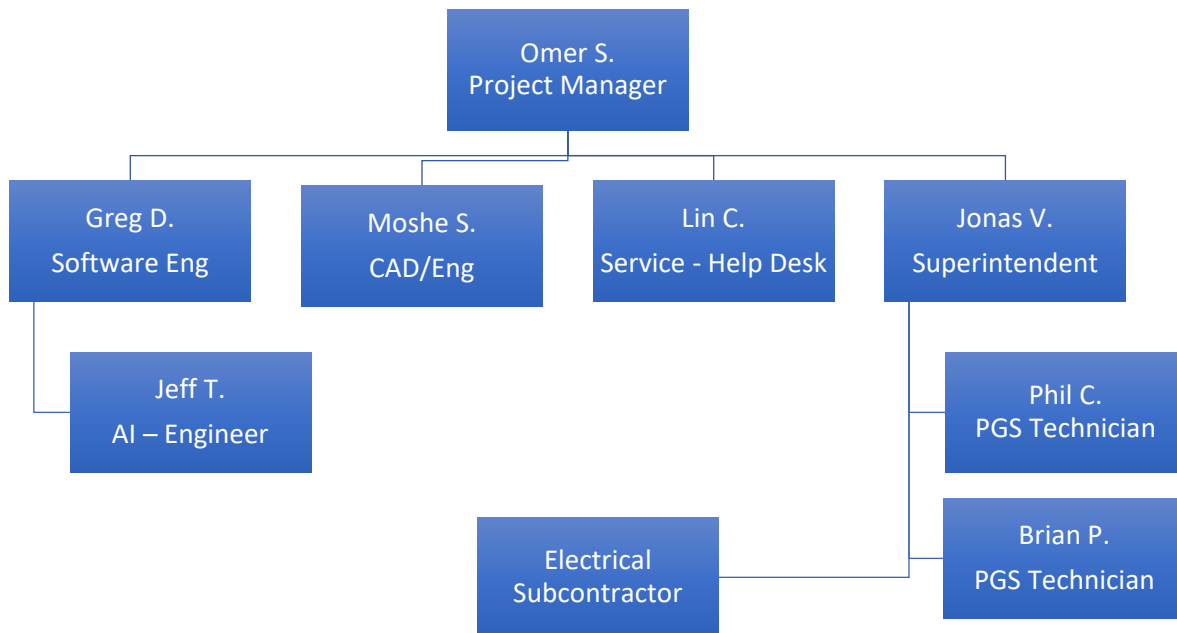 Omer S.
Project Manager
Greg D.
Software Eng
Moshe S.
CAD/Eng
Lin C.
Service - Help Desk
Jonas V.
Superintendent
Jeff T.
AI – Engineer
Phil C.
PGS Technician
Electrical
Subcontractor
Brian P.
PGS Technician